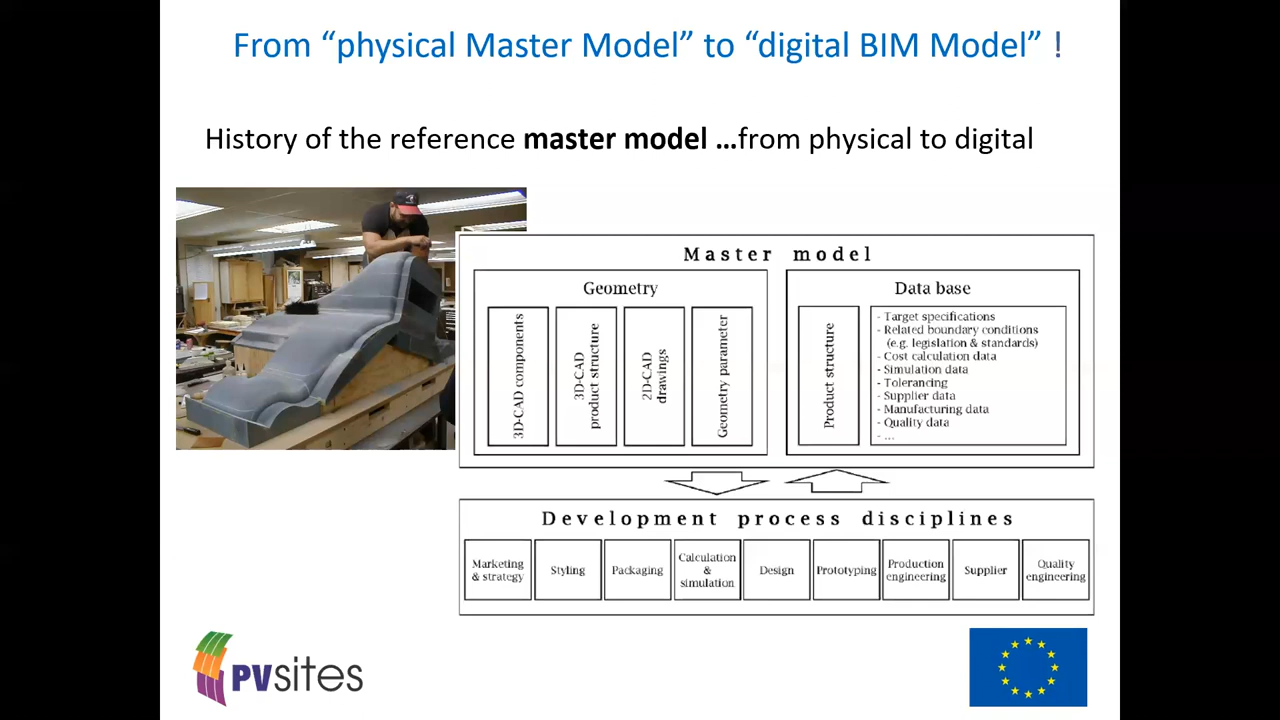 From “physical Master Model” to “digital BIM Model” !
History of the reference master model ...from physical to digital
Master model
Geometry
3D-CAD components
3D-CAD
product structure
2D-CAD
drawings
Geometry parameter
Data base
Product structure
- Target specifications
- Related boundary conditions
(e.g. legislation & standards)
- Cost calculation data
- Simulation data
- Tolerancing
- Supplier data
- Manufacturing data
- Quality data
- ...
Development process disciplines
Marketing
& strategy
Styling
Packaging
Calculation
&
simulation
Design
Prototyping
Production
engineering
Supplier
Quality
engineering
PVsites